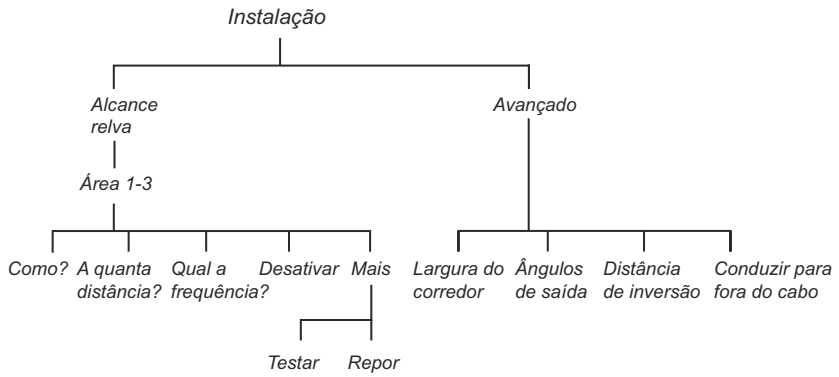 Instalação
Alcance
relva
Avançado
Área 1-3
Como?
A quanta
distância?
Qual a
frequência?
Desativar
Mais
Largura do
corredor
Ângulos
de saída
Distância
de inversão
Conduzir para
fora do cabo
Testar
Repor